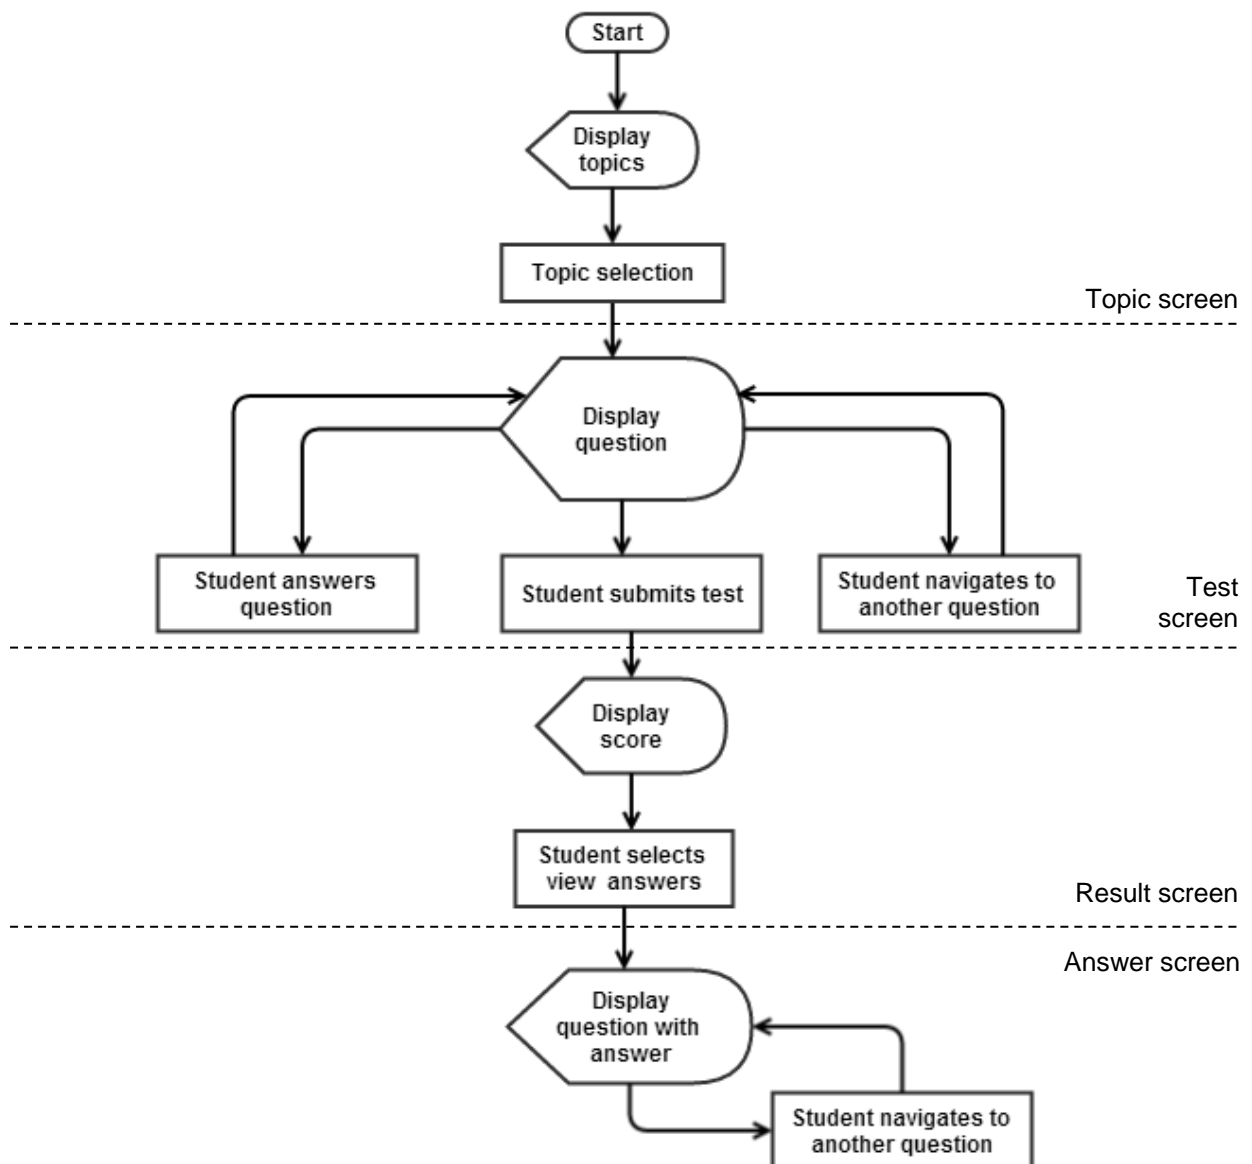 Start
Display
topics
Topic selection
Topic screen
Display
question
Student answers
question
Student submits test
Student navigates to
another question
Test
screen
Display
score
Student selects
view answers
Result screen
Answer screen
Display
question with
answer
Student navigates to
another question